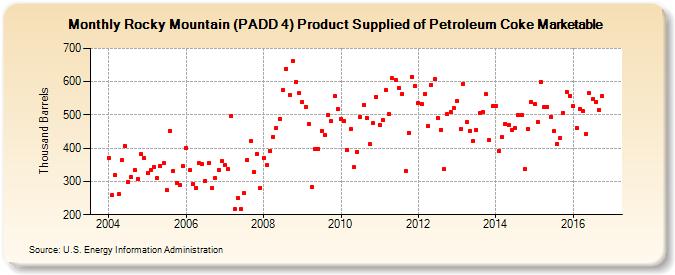 Monthly Rocky Mountain (PADD 4) Product Supplied of Petroleum Coke Marketable
Thousand Barrels
700
600
500
400
300
200
2004 2006 2008 2010 2012 2014 2016
Source: U.S. Energy Information Administration